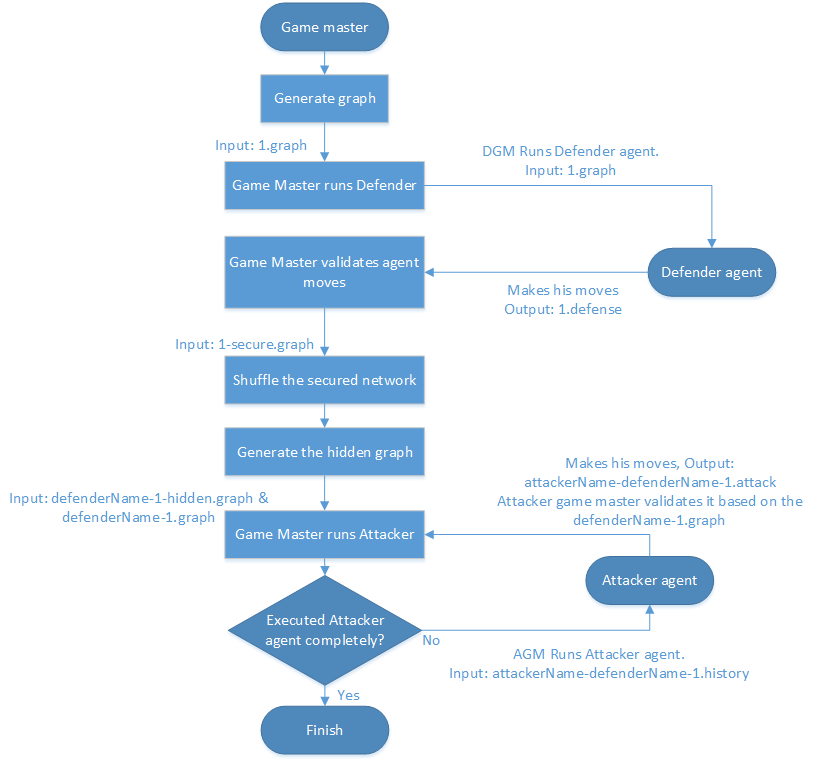 Game master
Generate graph
Input: 1.graph
DGM Runs Defender agent.
Input: 1.graph
Game Master runs Defender
Game Master validates agent
moves
Defender agent
Makes his moves
Output: 1.defense
Input: 1-secure.graph
Shuffle the secured network
Generate the hidden graph
Makes his moves, Output:
attackerName-defenderName-1.attack
Attacker game master validates it based on the
defenderName-1.graph
Input: defenderName-1-hidden.graph &
defenderName-1.graph
Game Master runs Attacker
Attacker agent
Executed Attacker
agent completely?
No
AGM Runs Attacker agent.
Input: attackerName-defenderName-1.history
Yes
Finish